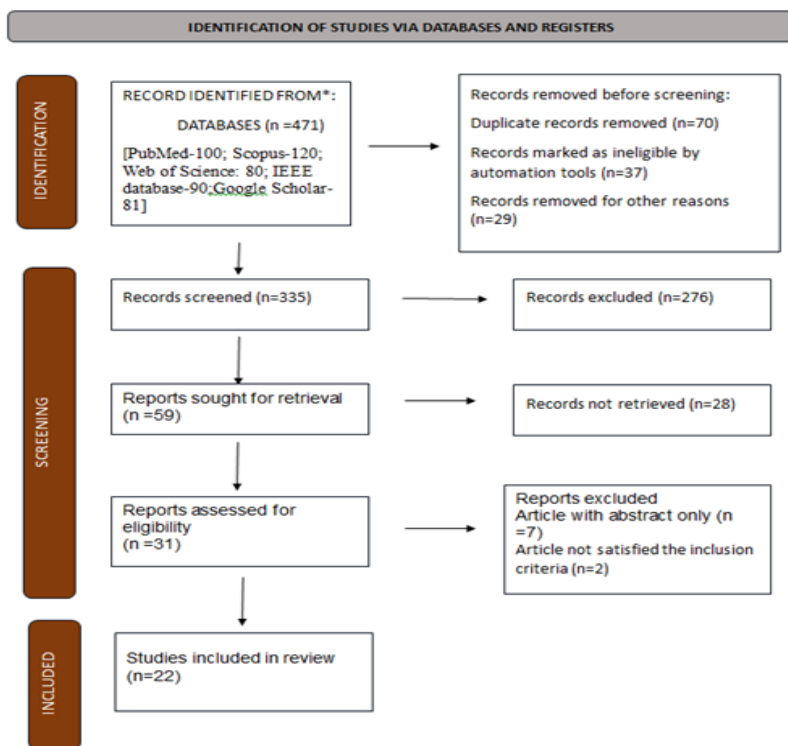 IDENTIFICATION OF STUDIES VIA DATABASES AND REGISTERS
IDENTIFICATION
RECORD IDENTIFIED FROM*:
DATABASES (n =471)
[PubMed-100; Scopus-120;
Web of Science: 80; IEEE
database-90;Google Scholar-
81]
Records removed before screening:
Duplicate records removed (n=70)
Records marked as ineligible by
automation tools
(n=37)
Records removed for other reasons
(n=29)
SCREENING
Records screened (n=335)
Records excluded (n=276)
Reports sought for retrieval
(n =59)
Records not retrieved (n=28)
Reports assessed for
eligibility
(n =31)
Reports excluded
Article with abstract only (n
=7)
Article not satisfied the inclusion
criteria (n=2)
INCLUDED
Studies included in review
(n=22)